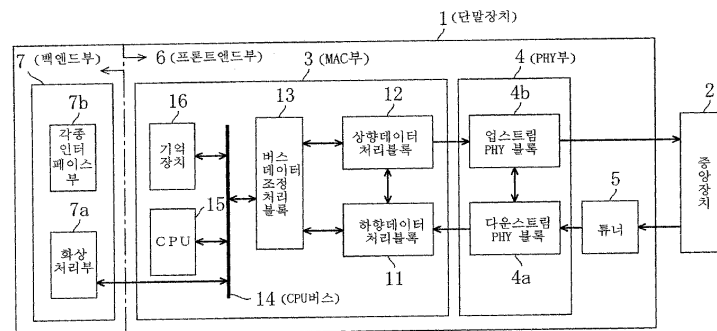 1 (단말장치)
7 (백엔드부)
6 (프론트엔드부)
3 (MAC부)
4 (PHY부)
7b
각종
인터
페이스
부
7a
화상
처리부
16
기억
장치
15
CPU
13
버스
데이터
조정
처리
블록
14 (CPU버스)
12
상향데이터
처리블록
하향데이터
처리블록
11
4b
업스트림
PHY 블록
다운스트림
PHY 블록
4a
5
튜너
2
중앙장치